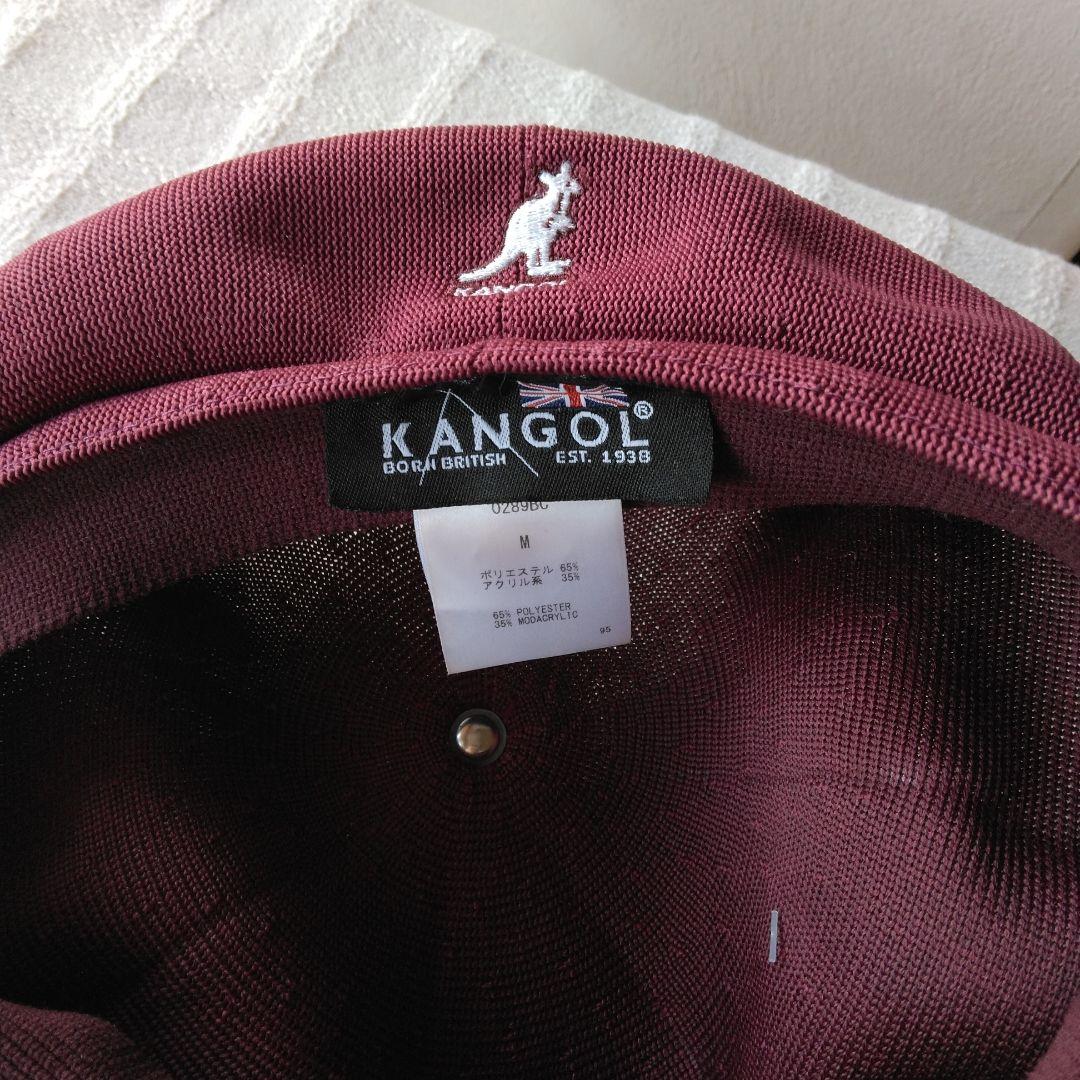 KANGOL
KANGOL®
BORN BRITISH EST. 1938
0289BC
M
ポリエステル 65%
アクリル系 35%
65% POLYESTER
35% MODACRYLIC
95